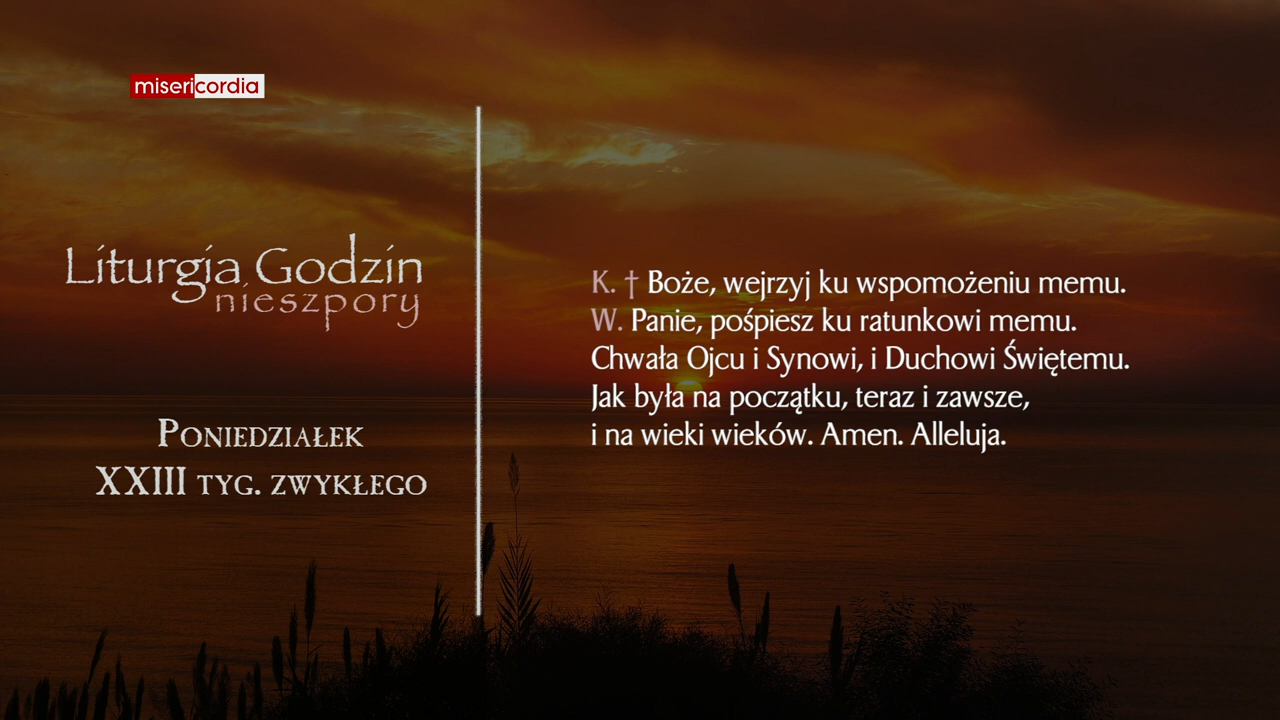 misericordia
Liturgia Godzin
nieszpory
Poniedziałek
XXIII tyg. zwykłego
K. † Boże, wejrzyj ku wspomożeniu memu.
W. Panie, pośpiesz ku ratunkowi memu.
Chwała Ojcu i Synowi, i Duchowi Świętemu.
Jak była na początku, teraz i zawsze,
i na wieki wieków. Amen. Alleluja.